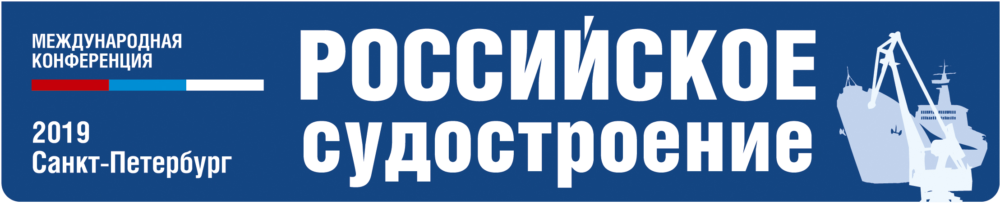 МЕЖДУНАРОДНАЯ
КОНФЕРЕНЦИЯ
2019
Санкт-Петербург
РОССИЙСКОЕ
судостроение